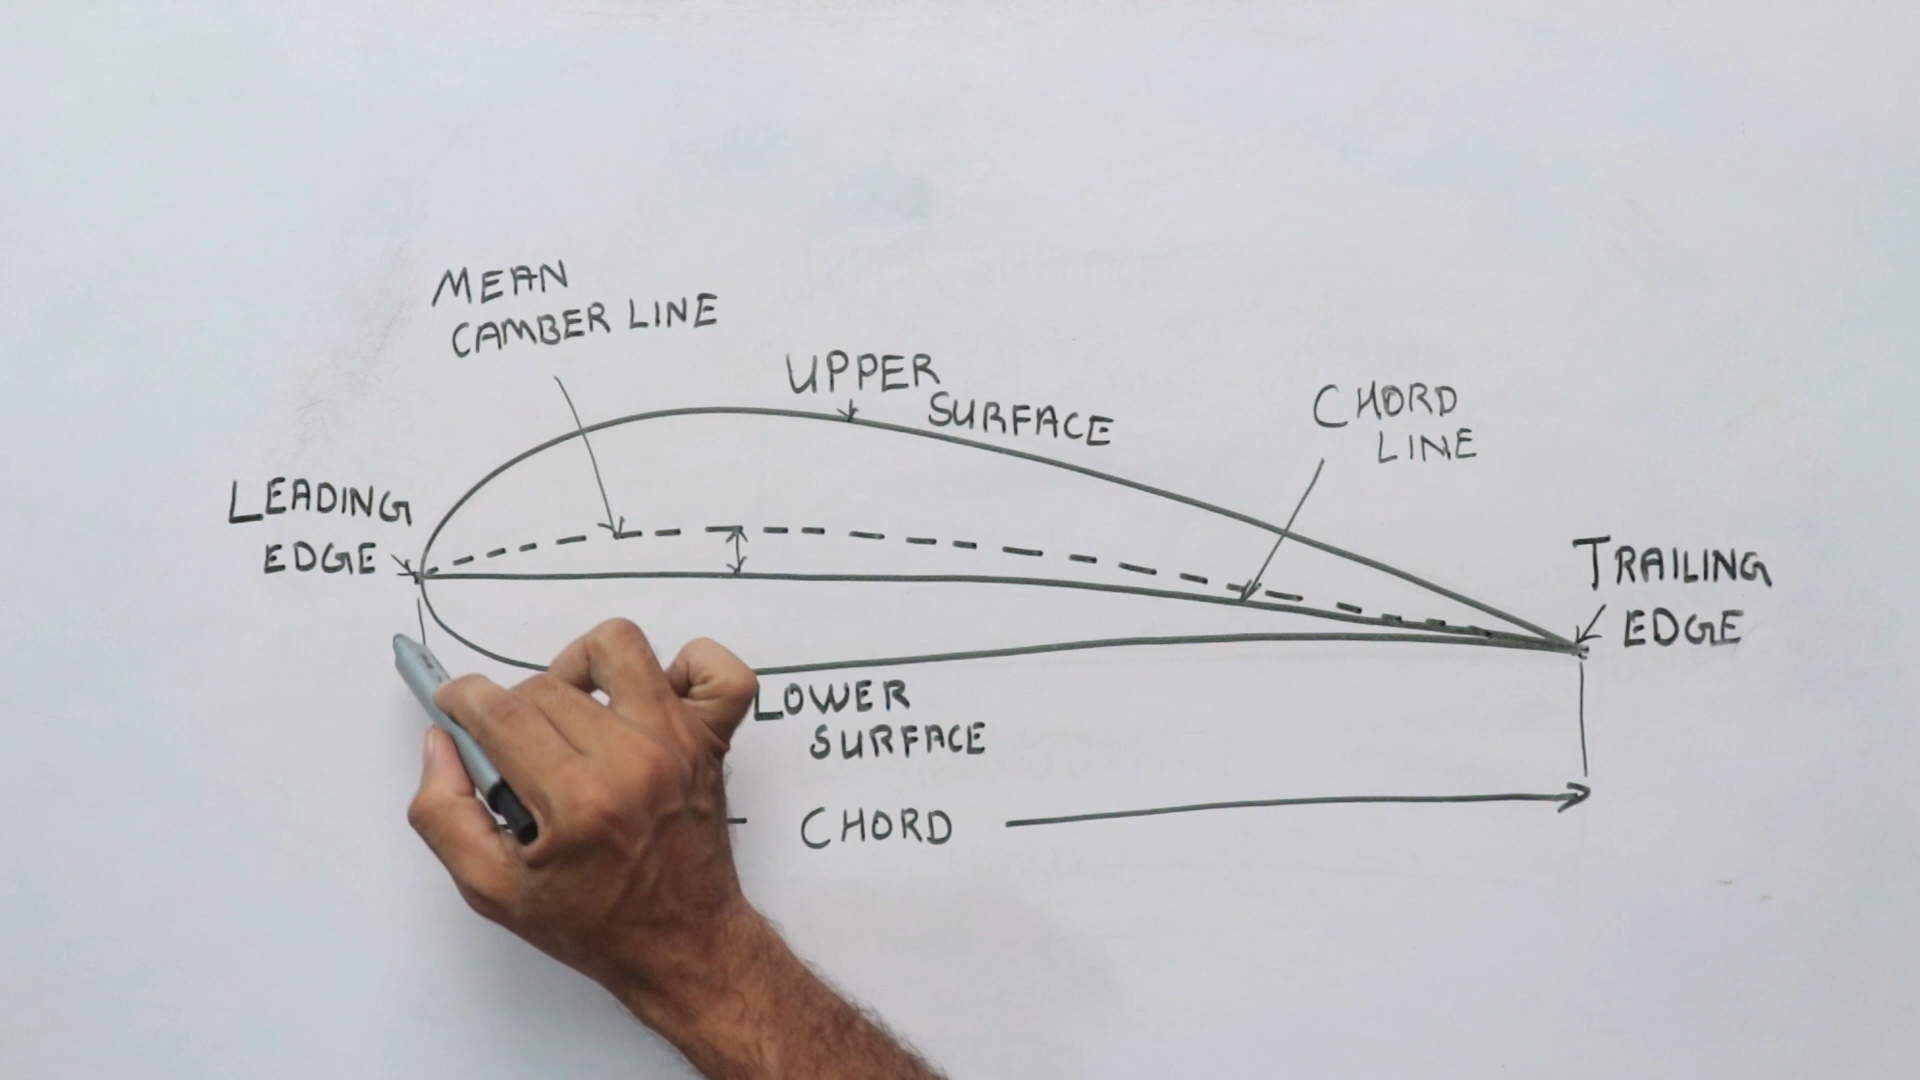 MEAN
CAMBER LINE
UPPER
SURFACE
CHORD
LINE
LEADING
EDGE
TRAILING
EDGE
LOWER
SURFACE
CHORD